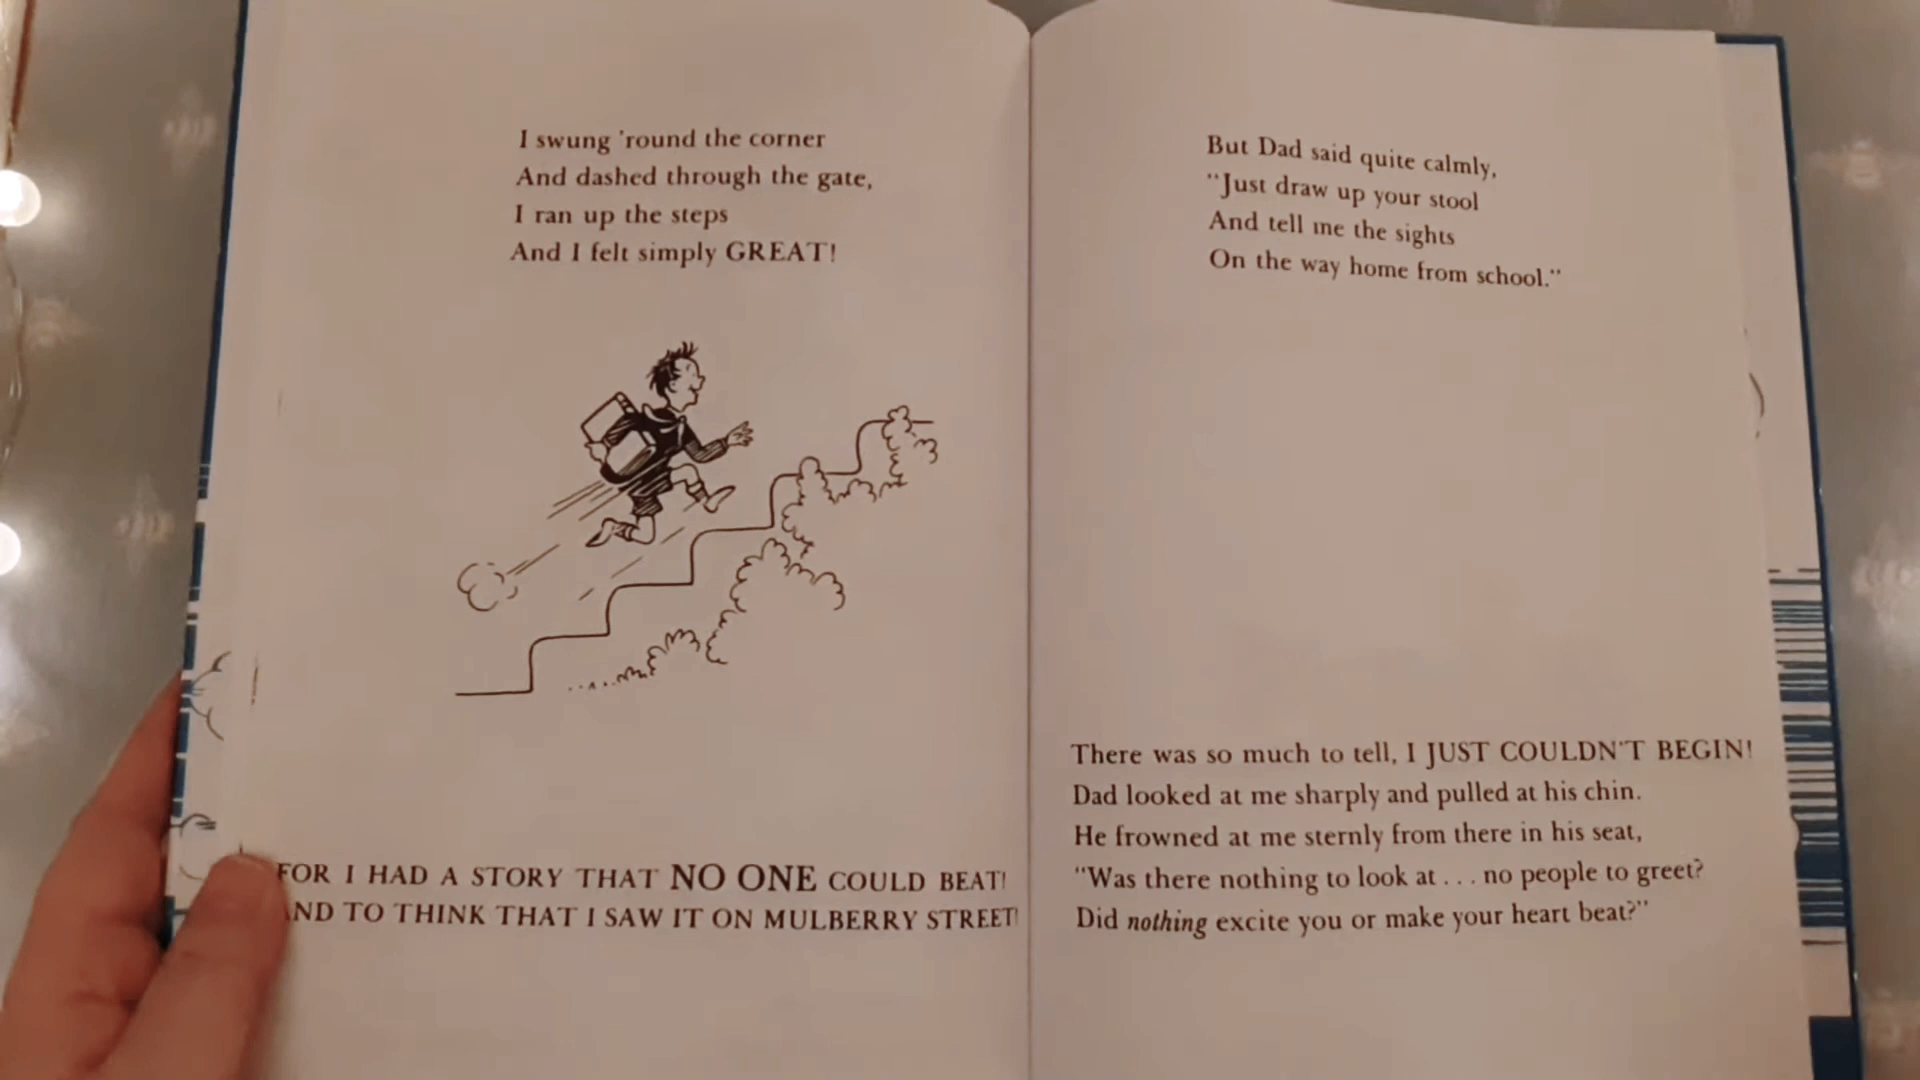 I swung 'round the corner
And dashed through the gate,
I ran up the steps
And I felt simply GREAT!
FOR I HAD A STORY THAT NO ONE COULD BEAT!
AND TO THINK THAT I SAW IT ON MULBERRY STREET!
But Dad said quite calmly,
"Just draw up your stool
And tell me the sights
On the way home from school."
There was so much to tell, I JUST COULDN'T BEGIN!
Dad looked at me sharply and pulled at his chin.
He frowned at me sternly from there in his seat,
"Was there nothing to look at . . . no people to greet?
Did nothing excite you or make your heart beat?"